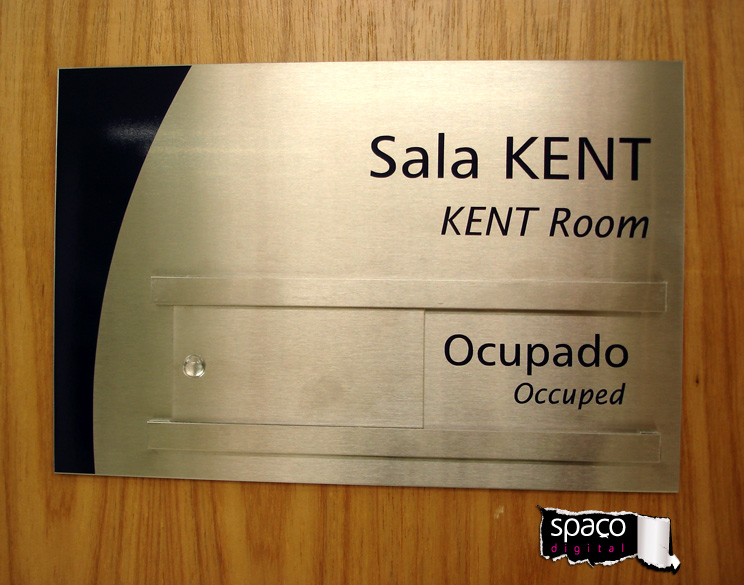 Sala KENT
KENT Room
Ocupado
Occuped
spaço
digital